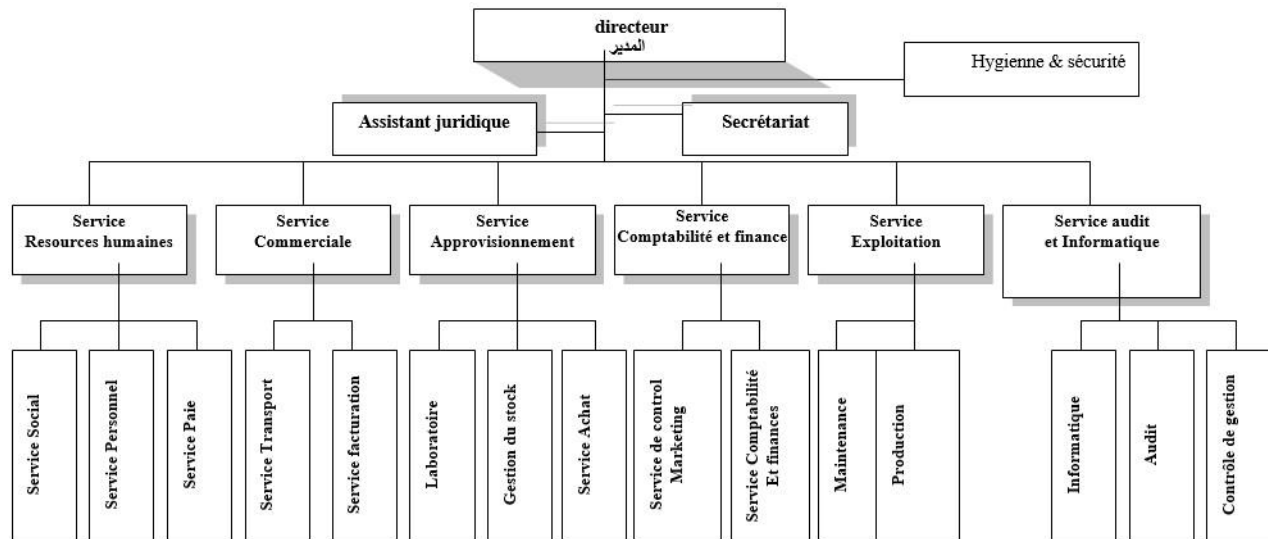 directeur
المدير
Hygienne & sécurité
Assistant juridique
Secrétariat
Service
Resources humaines
Service
Commerciale
Service
Approvisionnement
Service
Comptabilité et finance
Service
Exploitation
Service audit
et Informatique
Service Social
Service Personnel
Service Paie
Service Transport
Service facturation
Laboratoire
Gestion du stock
Service Achat
Service de control
Marketing
Service Comptabilité
Et finances
Maintenance
Production
Informatique
Audit
Contrôle de gestion